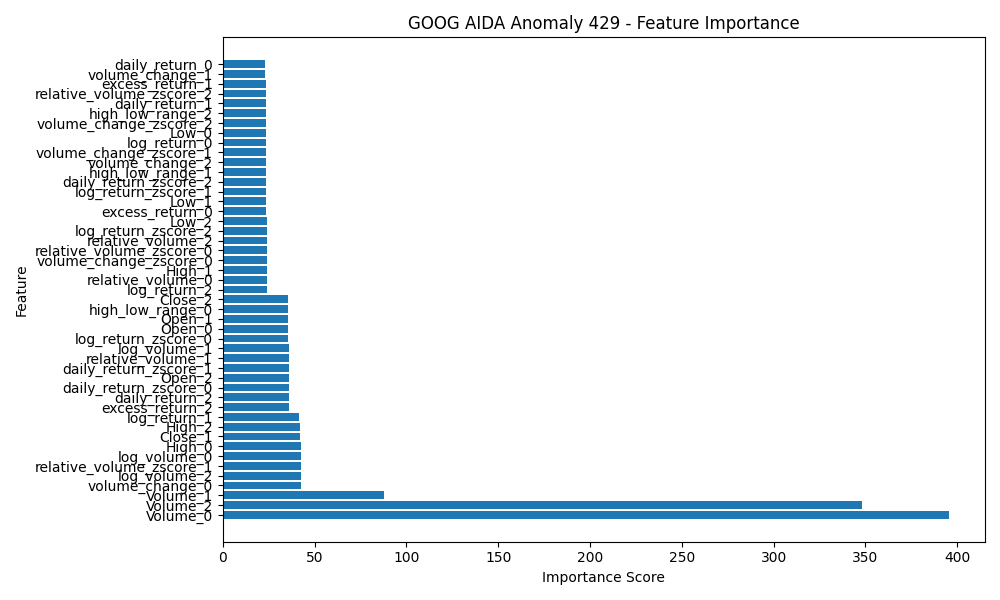 GOOG AIDA Anomaly 429 - Feature Importance
daily_return_0
volume_change_1
excess_return_1
relative_volume_zscore_2
daily_return_1
high_low_range_2
volume_change_zscore_2
Low_0
log_return_0
volume_change_zscore_1
volume_change_2
high_low_range_1
daily_return_zscore_2
log_return_zscore_1
Low_1
excess_return_0
Low_2
log_return_zscore_2
relative_volume_2
relative_volume_zscore_0
volume_change_zscore_0
High_1
relative_volume_0
log_return_2
Close_2
high_low_range_0
Open_1
Open_0
log_return_zscore_0
log_volume_1
relative_volume_1
daily_return_zscore_1
Open_2
daily_return_zscore_0
daily_return_2
excess_return_2
log_return_1
High_2
Close_1
High_0
log_volume_0
relative_volume_zscore_1
log_volume_2
volume_change_0
Volume_1
Volume_2
Volume_0
Feature
0 50 100 150 200 250 300 350 400
Importance Score